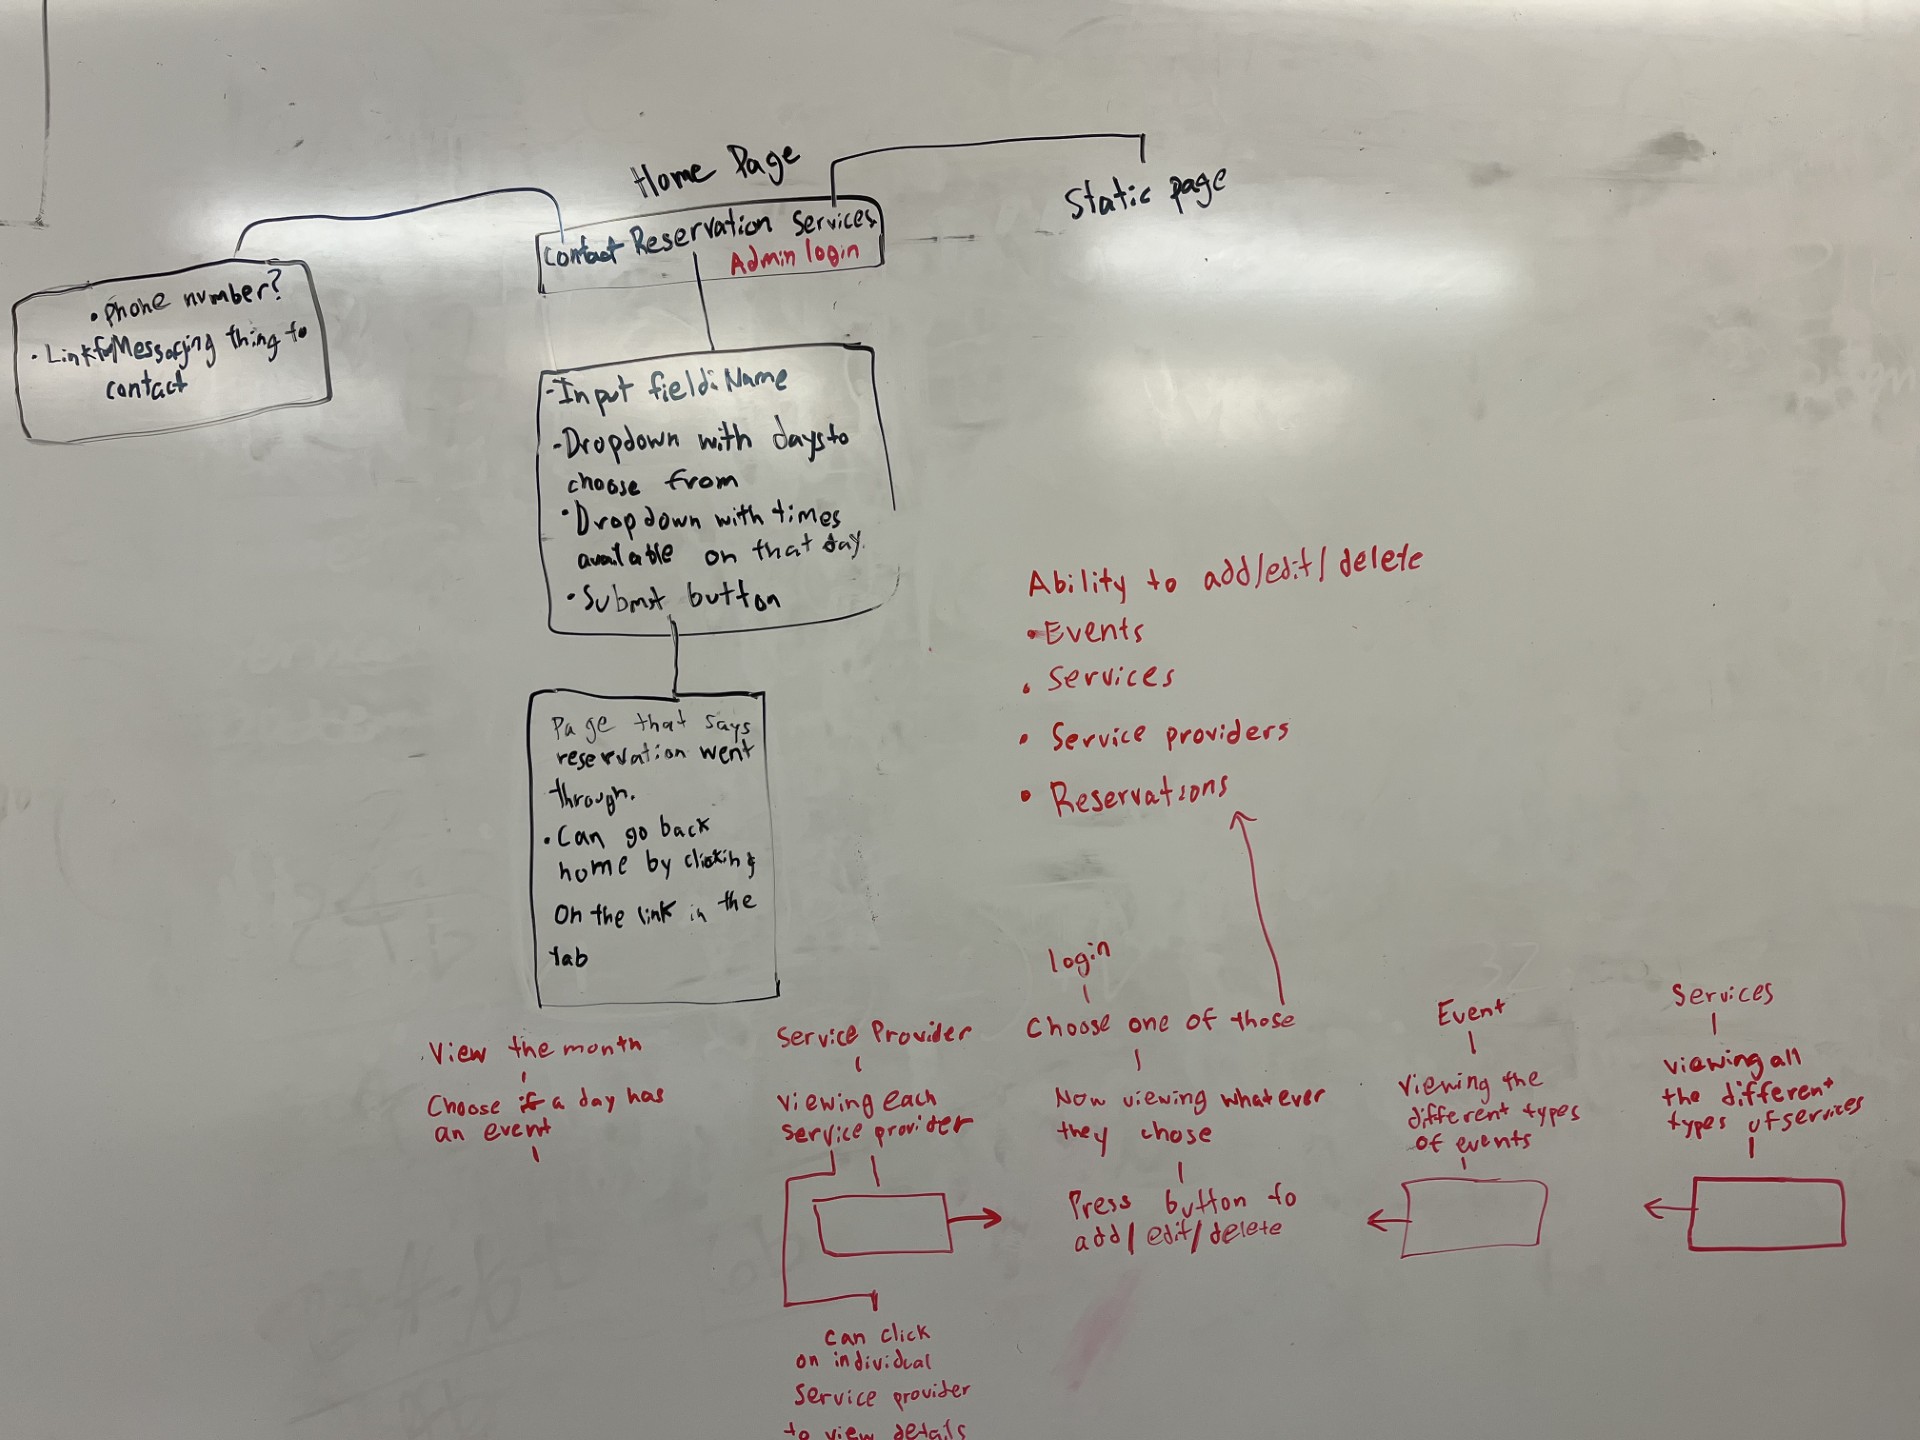 Home Page
Contact Reservation Services
Admin login
Static page
• Phone number?
• Link to Messaging thing to
contact
- Input field: Name
- Dropdown with days to
choose from
• Dropdown with times
available on that day
• Submit button
Page that says
reservation went
through.
• Can go back
home by clicking
on the link in the
tab
Ability to add/edit/delete
• Events
• Services
• Service providers
• Reservations
View the month
Choose if a day has
an event
Service Provider
Viewing each
service provider
can click
on individual
service provider
to view details
login
Choose one of those
Now viewing whatever
they chose
Press button to
add/edit/delete
Event
Viewing the
different types
of events
Services
viewing all
the different
types of services